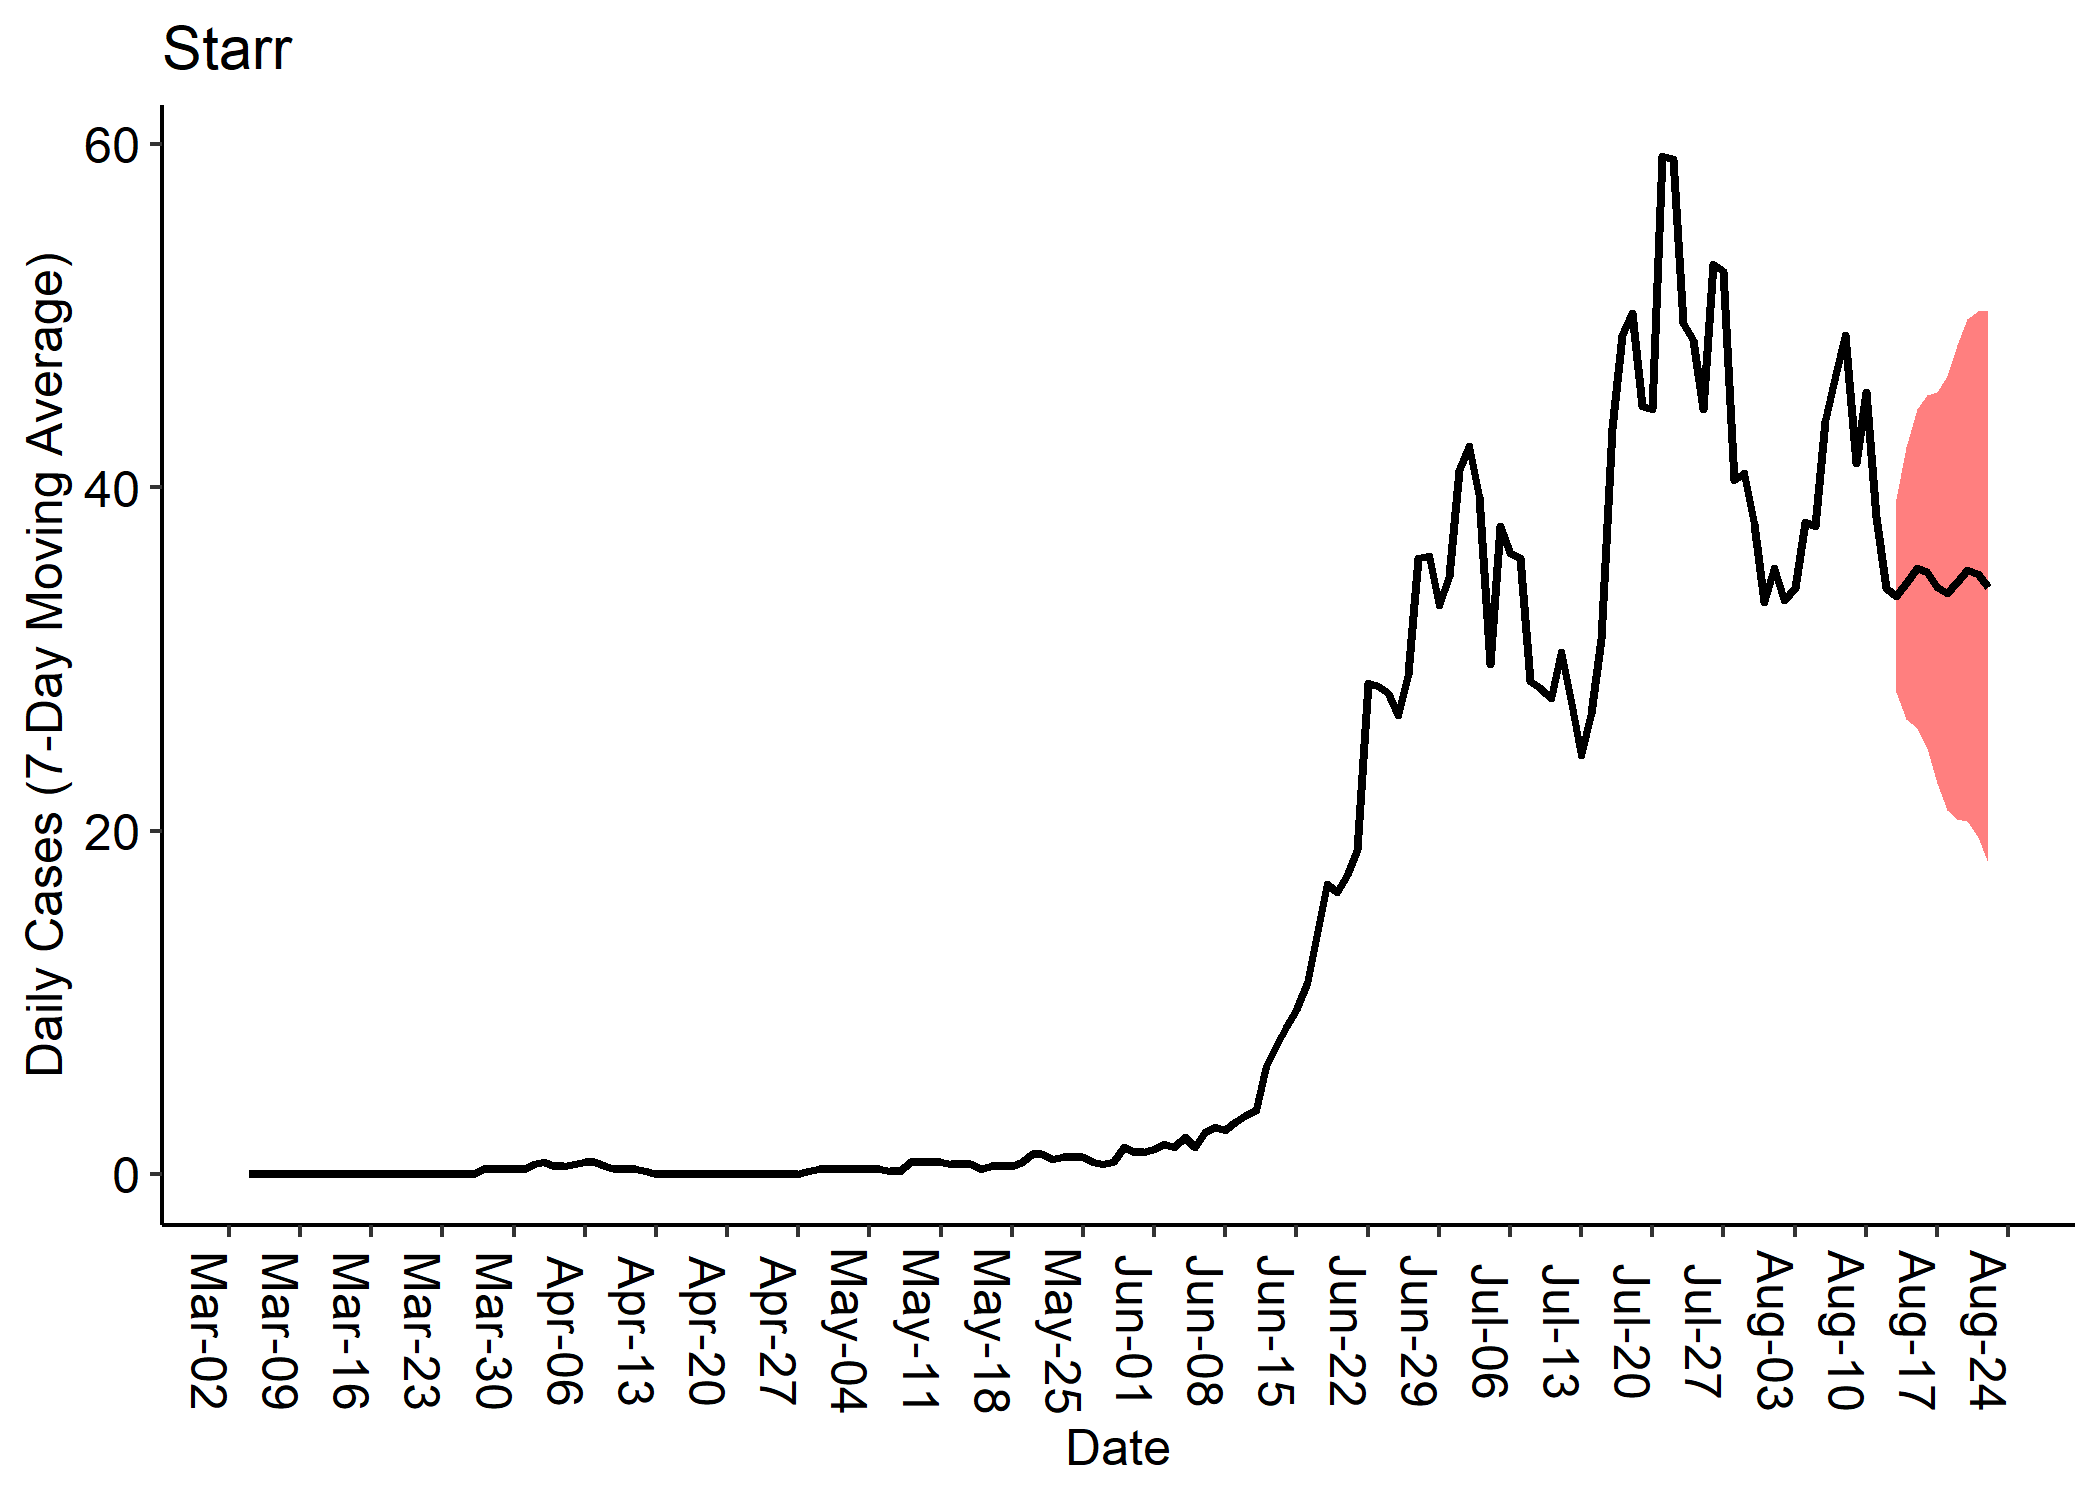 Starr
Daily Cases (7-Day Moving Average)
60
40
20
0
Mar-02
Mar-09
Mar-16
Mar-23
Mar-30
Apr-06
Apr-13
Apr-20
Apr-27
May-04
May-11
May-18
May-25
Jun-01
Jun-08
Jun-15
Jun-22
Jun-29
Jul-06
Jul-13
Jul-20
Jul-27
Aug-03
Aug-10
Aug-17
Aug-24
Date